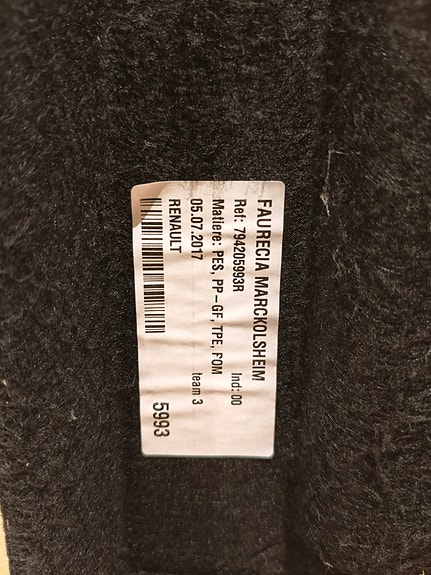 FAURECIA MARCKOLSHEIM
Ref: 794205993R Ind: 00
Matiere: PES, PP-GF, TPE, FOM
05.07.2017 team 3
RENAULT
5993